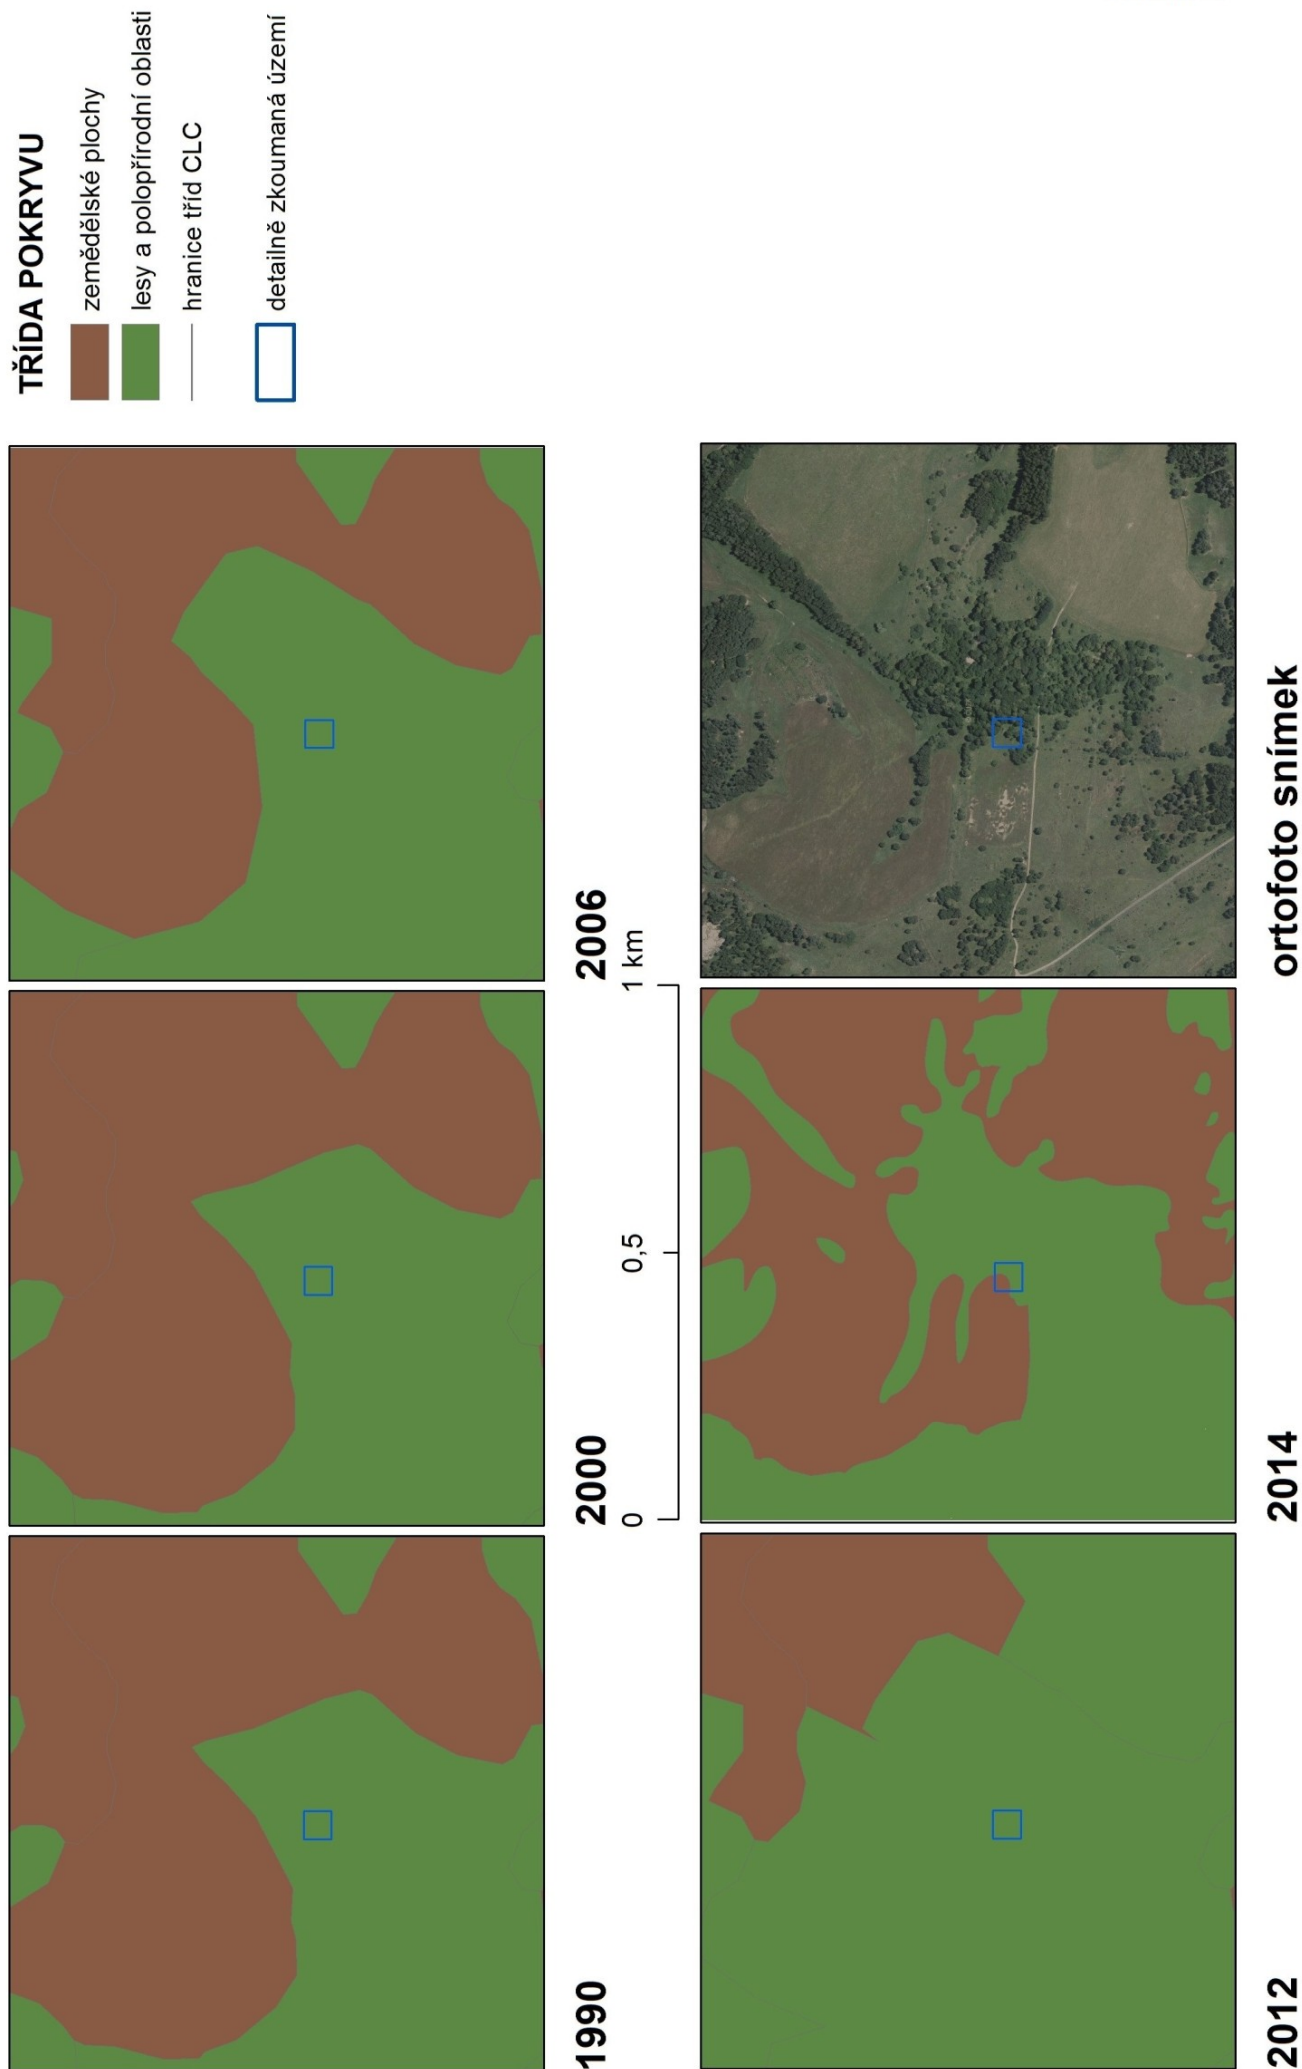 1990
2000
2006
0
0,5
1 km
2012
2014
ortofoto snímek
TŘÍDA POKRYVU
zemědělské plochy
lesy a polopřírodní oblasti
hranice tříd CLC
detailně zkoumaná území